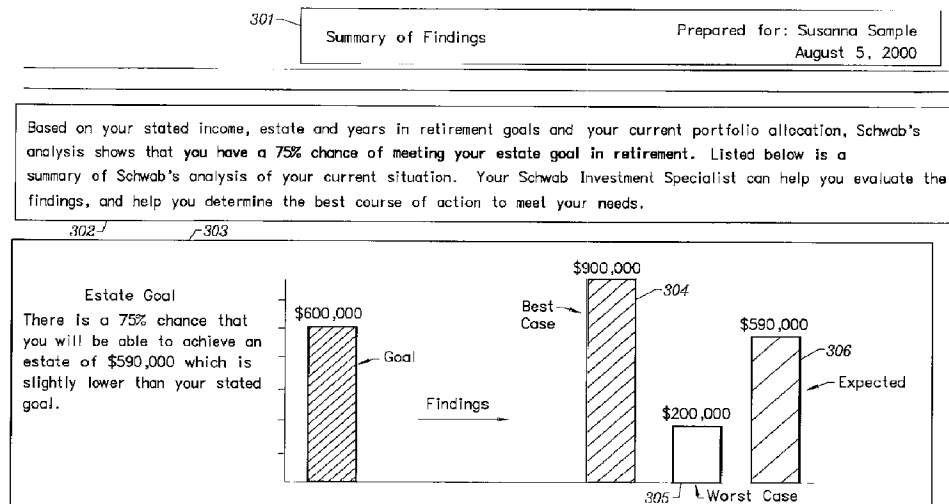 301
Summary of Findings
Prepared for: Susanna Sample
August 5, 2000
Based on your stated income, estate and years in retirement goals and your current portfolio allocation, Schwab's
analysis shows that you have a 75% chance of meeting your estate goal in retirement. Listed below is a
summary of Schwab's analysis of your current situation. Your Schwab Investment Specialist can help you evaluate the
findings, and help you determine the best course of action to meet your needs.
302
303
Estate Goal
There is a 75% chance that
you will be able to achieve an
estate of $590,000 which is
slightly lower than your stated
goal.
$600,000
Goal
Findings
$900,000
304
Best
Case
$200,000
305
Worst Case
$590,000
306
Expected